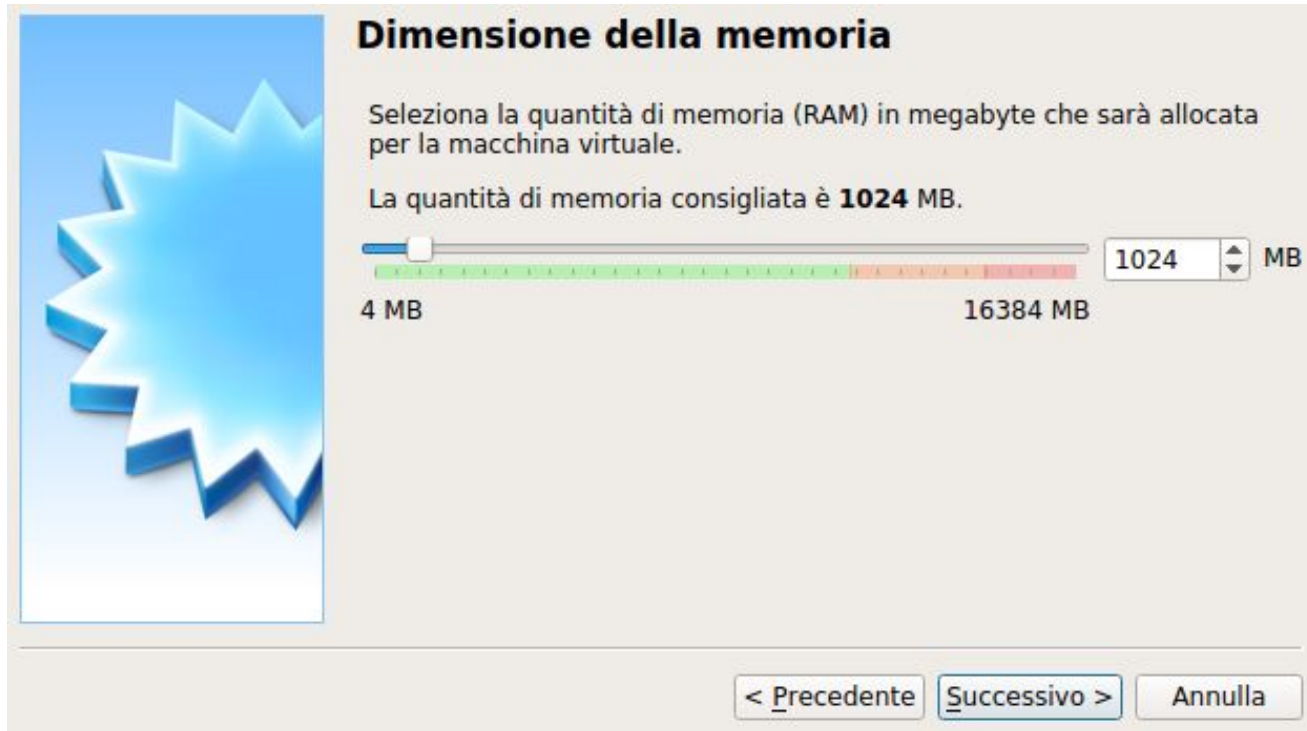 Dimensione della memoria
Seleziona la quantità di memoria (RAM) in megabyte che sarà allocata
per la macchina virtuale.
La quantità di memoria consigliata è 1024 MB.
1024 MB
4 MB 16384 MB
< Precedente Successivo > Annulla